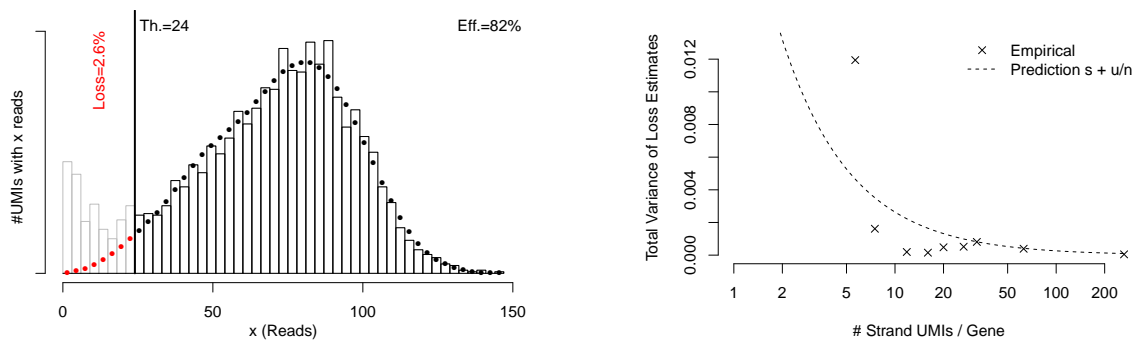 Th.=24
Eff.=82%
Loss=2.6%
#UMIs with x reads
0
50
100
150
x (Reads)
Total Variance of Loss Estimates
0.012
0.008
0.004
0.000
Empirical
Prediction s + u/n
1
2
5
10
20
50
100
200
# Strand UMIs / Gene